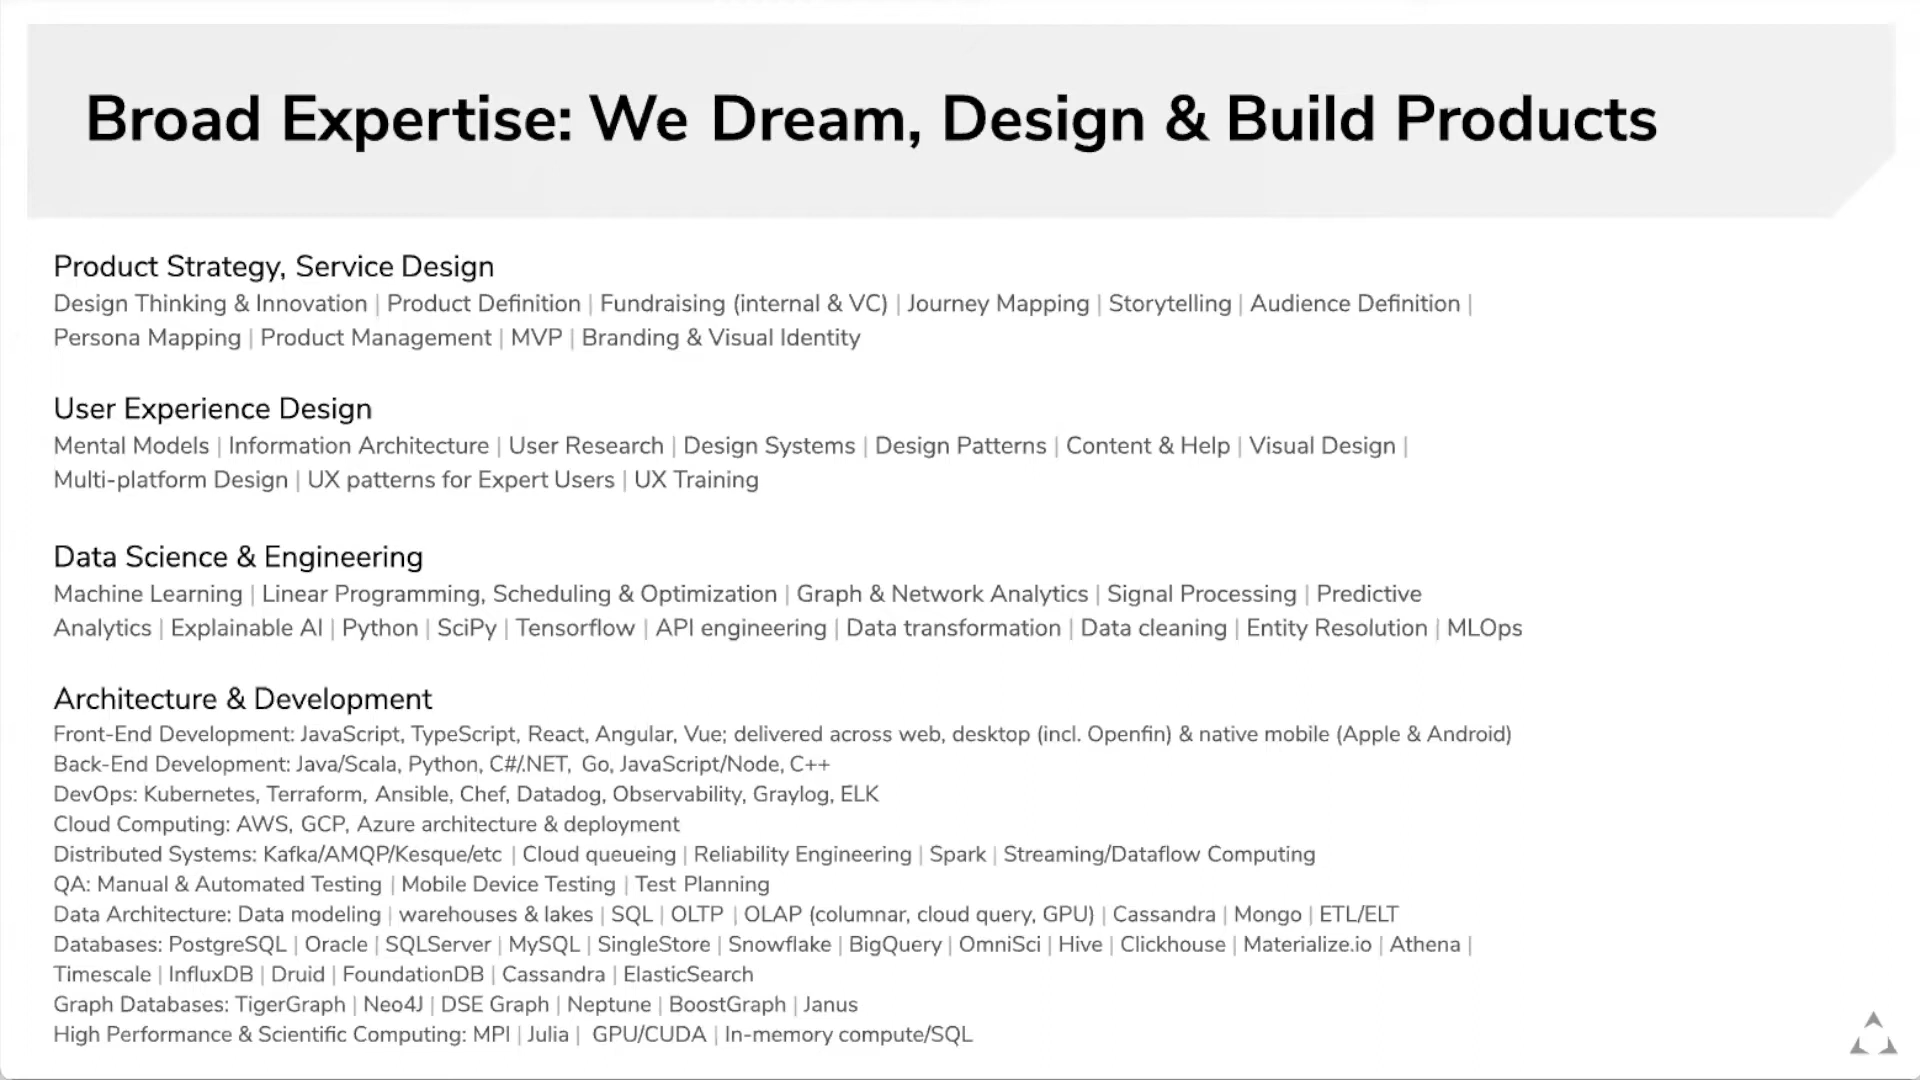 Broad Expertise: We Dream, Design & Build Products
Product Strategy, Service Design
Design Thinking & Innovation | Product Definition | Fundraising (internal & VC) | Journey Mapping | Storytelling | Audience Definition |
Persona Mapping | Product Management | MVP | Branding & Visual Identity
User Experience Design
Mental Models | Information Architecture | User Research | Design Systems | Design Patterns | Content & Help | Visual Design |
Multi-platform Design | UX patterns for Expert Users | UX Training
Data Science & Engineering
Machine Learning | Linear Programming, Scheduling & Optimization | Graph & Network Analytics | Signal Processing | Predictive
Analytics | Explainable AI | Python | SciPy | Tensorflow | API engineering | Data transformation | Data cleaning | Entity Resolution | MLOps
Architecture & Development
Front-End Development: JavaScript, TypeScript, React, Angular, Vue; delivered across web, desktop (incl. Openfin) & native mobile (Apple & Android)
Back-End Development: Java/Scala, Python, C#/.NET, Go, JavaScript/Node, C++
DevOps: Kubernetes, Terraform, Ansible, Chef, Datadog, Observability, Graylog, ELK
Cloud Computing: AWS, GCP, Azure architecture & deployment
Distributed Systems: Kafka/AMQP/Kesque/etc | Cloud queueing | Reliability Engineering | Spark | Streaming/Dataflow Computing
QA: Manual & Automated Testing | Mobile Device Testing | Test Planning
Data Architecture: Data modeling | warehouses & lakes | SQL | OLTP | OLAP (columnar, cloud query, GPU) | Cassandra | Mongo | ETL/ELT
Databases: PostgreSQL | Oracle | SQLServer | MySQL | SingleStore | Snowflake | BigQuery | OmniSci | Hive | Clickhouse | Materialize.io | Athena |
Timescale | InfluxDB | Druid | FoundationDB | Cassandra | ElasticSearch
Graph Databases: TigerGraph | Neo4J | DSE Graph | Neptune | BoostGraph | Janus
High Performance & Scientific Computing: MPI | Julia | GPU/CUDA | In-memory compute/SQL